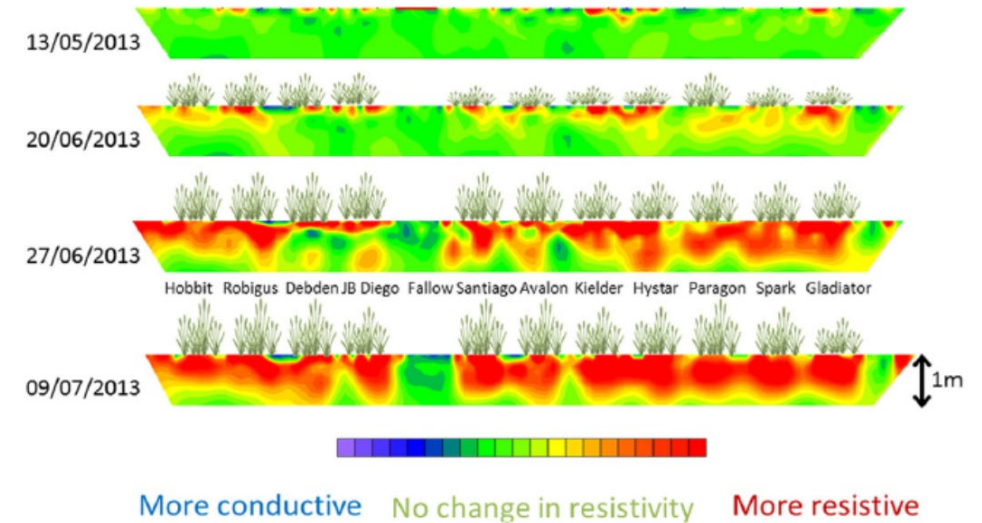 13/05/2013
20/06/2013
27/06/2013
Hobbit Robigus Debden JB Diego Fallow Santiago Avalon Kielder Hystar Paragon Spark Gladiator
09/07/2013
1m
More conductive No change in resistivity More resistive